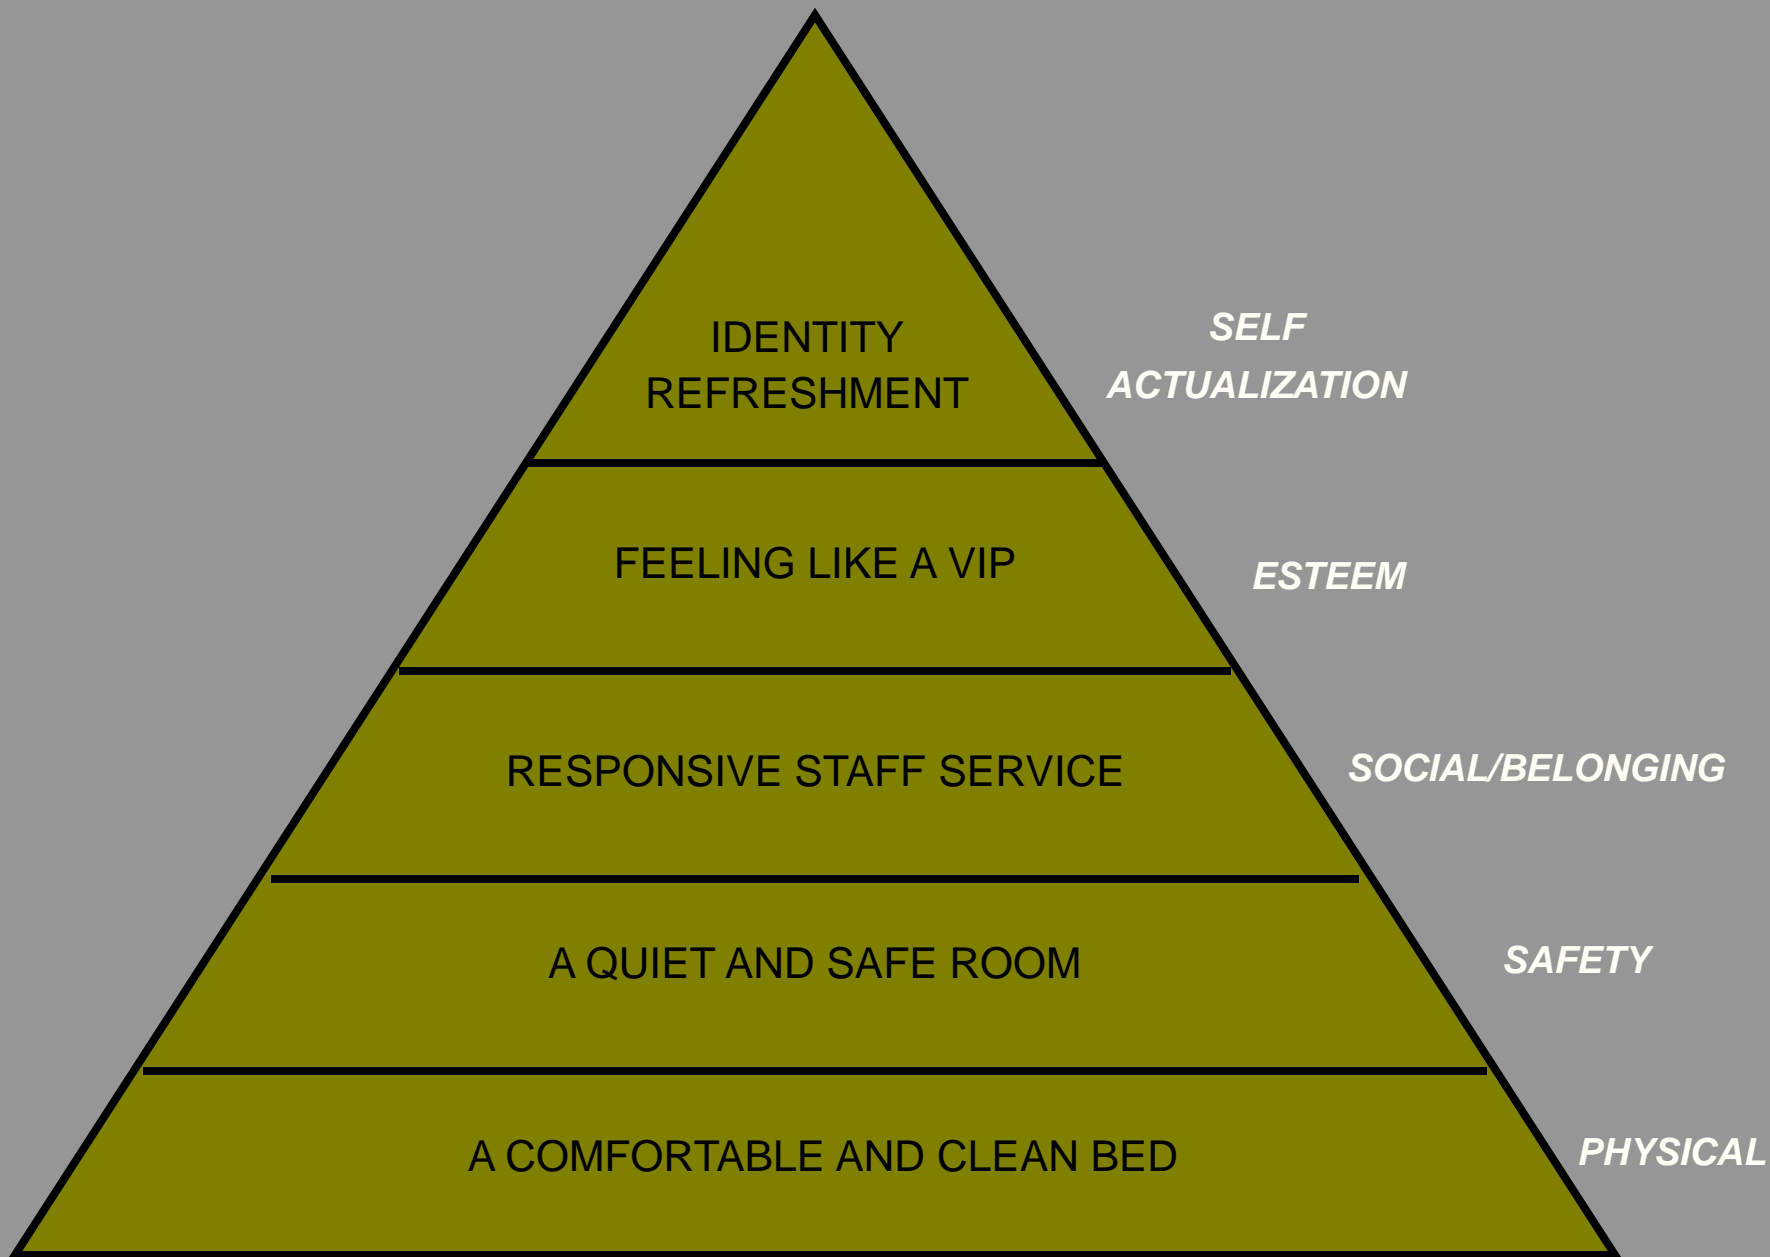 IDENTITY
REFRESHMENT
SELF
ACTUALIZATION
FEELING LIKE A VIP
ESTEEM
RESPONSIVE STAFF SERVICE
SOCIAL/BELONGING
A QUIET AND SAFE ROOM
SAFETY
A COMFORTABLE AND CLEAN BED
PHYSICAL